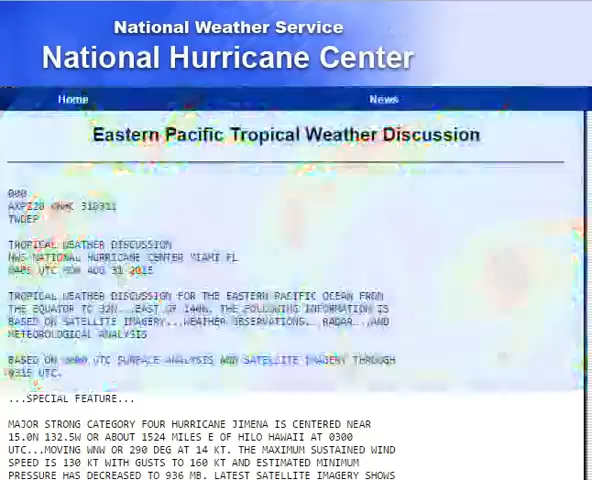 National Weather Service
National Hurricane Center
Home News
Eastern Pacific Tropical Weather Discussion
000
AXPZ20 KNHC 310311
TWDEP
TROPICAL WEATHER DISCUSSION
NWS NATIONAL HURRICANE CENTER MIAMI FL
UTC MON AUG 31 2015
TROPICAL WEATHER DISCUSSION FOR THE EASTERN PACIFIC OCEAN FROM
THE EQUATOR TO 32N...EAST OF 140W. THE FOLLOWING INFORMATION IS
BASED ON SATELLITE IMAGERY...WEATHER OBSERVATIONS...RADAR...AND
METEOROLOGICAL ANALYSIS
BASED ON 0000 UTC SURFACE ANALYSIS AND SATELLITE IMAGERY THROUGH
0315 UTC.
...SPECIAL FEATURE...
MAJOR STRONG CATEGORY FOUR HURRICANE JIMENA IS CENTERED NEAR
15.0N 132.5W OR ABOUT 1524 MILES E OF HILO HAWAII AT 0300
UTC...MOVING WNW OR 290 DEG AT 14 KT. THE MAXIMUM SUSTAINED WIND
SPEED IS 130 KT WITH GUSTS TO 160 KT AND ESTIMATED MINIMUM
PRESSURE HAS DECREASED TO 936 MB. LATEST SATELLITE IMAGERY SHOWS